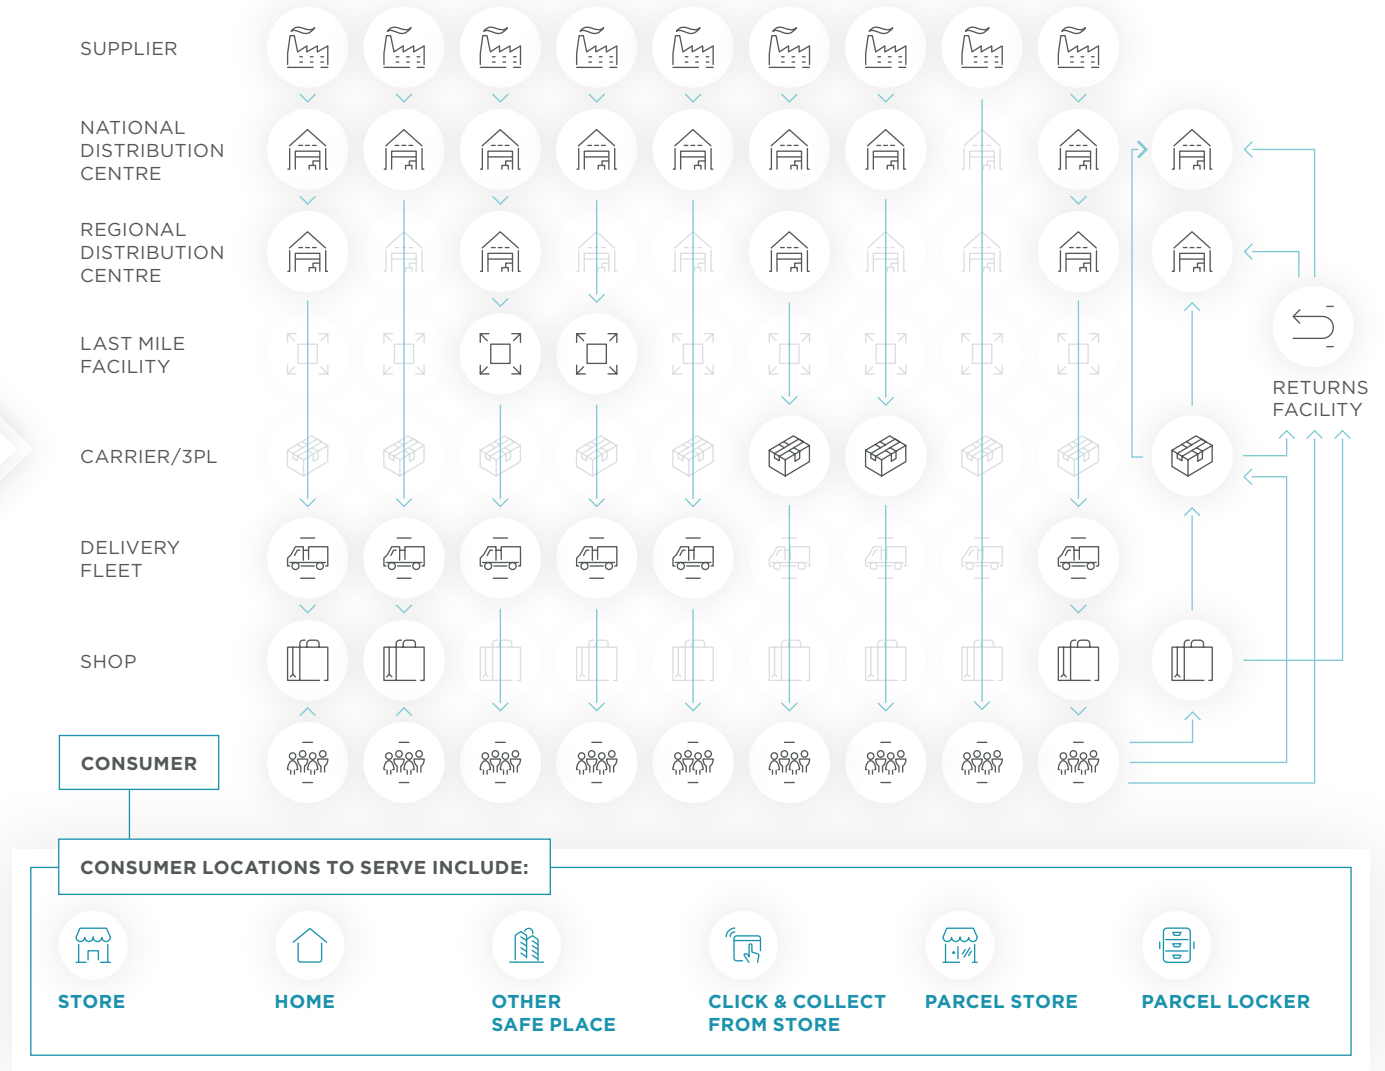 SUPPLIER
NATIONAL
DISTRIBUTION
CENTRE
REGIONAL
DISTRIBUTION
CENTRE
LAST MILE
FACILITY
RETURNS
FACILITY
CARRIER/3PL
DELIVERY
FLEET
SHOP
CONSUMER
CONSUMER LOCATIONS TO SERVE INCLUDE:
STORE
HOME
OTHER
SAFE PLACE
CLICK & COLLECT
FROM STORE
PARCEL STORE
PARCEL LOCKER